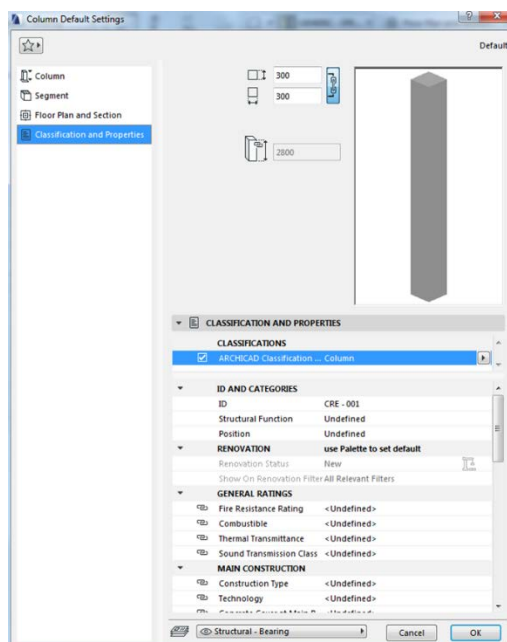 Column Default Settings
Default
Column
Segment
Floor Plan and Section
Classification and Properties
300
300
2800
CLASSIFICATION AND PROPERTIES
CLASSIFICATIONS
ARCHICAD Classification ... Column
ID AND CATEGORIES
ID CRE - 001
Structural Function Undefined
Position Undefined
RENOVATION use Palette to set default
Renovation Status New
Show On Renovation Filter All Relevant Filters
GENERAL RATINGS
Fire Resistance Rating <Undefined>
Combustible <Undefined>
Thermal Transmittance <Undefined>
Sound Transmission Class <Undefined>
MAIN CONSTRUCTION
Construction Type <Undefined>
Technology <Undefined>
Structural - Bearing
Cancel
OK